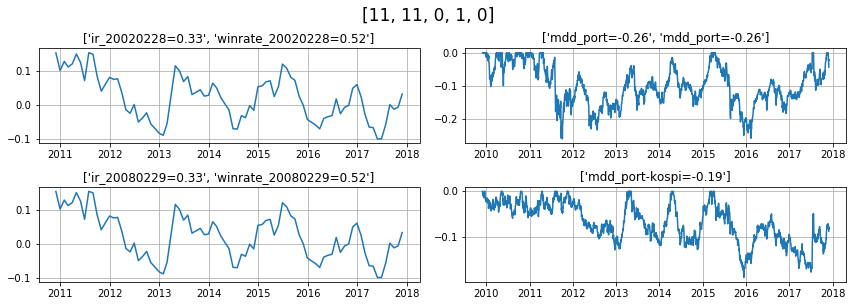 [11, 11, 0, 1, 0]
['ir_20020228=0.33', 'winrate_20020228=0.52']
0.1
0.0
−0.1
2011 2012 2013 2014 2015 2016 2017 2018
['mdd_port=-0.26', 'mdd_port=-0.26']
0.0
−0.1
−0.2
2010 2011 2012 2013 2014 2015 2016 2017 2018
['ir_20080229=0.33', 'winrate_20080229=0.52']
0.1
0.0
−0.1
2011 2012 2013 2014 2015 2016 2017 2018
['mdd_port-kospi=-0.19']
0.0
−0.1
2010 2011 2012 2013 2014 2015 2016 2017 2018